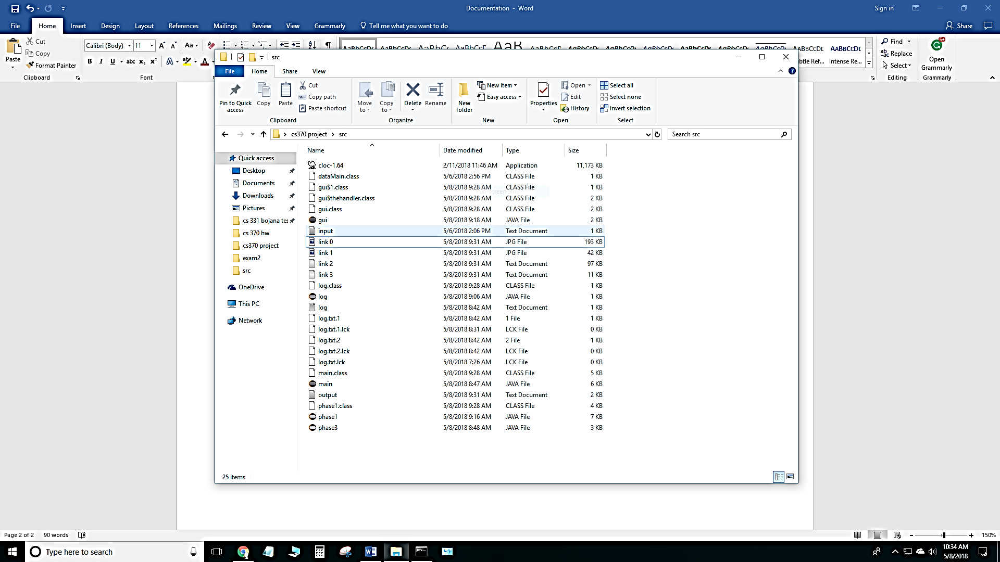 Documentation - Word
Sign in
File Home Insert Design Layout References Mailings Review View Grammarly Tell me what you want to do Share
Paste
Cut
Copy
Format Painter
Clipboard
Calibri (Body) 11
Font
AaBbCcDc AaBbCcDc AaBbCc AaBbCcE AaB
AABBCCDE AABBCCDE
tle Ref... Intense Re...
Find
Replace
Select
Editing
Open
Grammarly
Grammarly
src
File Home Share View
Pin to Quick
access
Copy
Paste
Cut
Copy path
Paste shortcut
Clipboard
Move
to
Copy
to
Delete
Rename
Organize
New
folder
New item
Easy access
New
Properties
Open
Edit
History
Open
Select all
Select none
Invert selection
Select
cs370 project > src
Search src
Quick access
Desktop
Documents
Downloads
Pictures
cs 331 bojana tes
cs 370 hw
cs370 project
exam2
src
OneDrive
This PC
Network
Name Date modified Type Size
cloc-1.64 2/11/2018 11:46 AM Application 11,173 KB
dataMain.class 5/6/2018 2:56 PM CLASS File 1 KB
gui$1.class 5/8/2018 9:28 AM CLASS File 1 KB
Full-screen Snip
gui$thehandler.class 5/8/2018 9:28 AM CLASS File 2 KB
gui.class 5/8/2018 9:28 AM CLASS File 2 KB
gui 5/8/2018 9:18 AM JAVA File 2 KB
input 5/6/2018 2:06 PM Text Document 1 KB
link 0 5/8/2018 9:31 AM JPG File 193 KB
link 1 5/8/2018 9:31 AM JPG File 42 KB
link 2 5/8/2018 9:31 AM Text Document 97 KB
link 3 5/8/2018 9:31 AM Text Document 11 KB
log.class 5/8/2018 9:28 AM CLASS File 1 KB
log 5/8/2018 9:06 AM JAVA File 1 KB
log 5/8/2018 8:42 AM Text Document 1 KB
log.txt.1 5/8/2018 8:42 AM 1 File 1 KB
log.txt.1.lck 5/8/2018 8:31 AM LCK File 0 KB
log.txt.2 5/8/2018 8:42 AM 2 File 1 KB
log.txt.2.lck 5/8/2018 8:42 AM LCK File 0 KB
log.txt.lck 5/8/2018 7:26 AM LCK File 0 KB
main.class 5/8/2018 9:28 AM CLASS File 5 KB
main 5/8/2018 8:47 AM JAVA File 6 KB
output 5/8/2018 9:31 AM Text Document 2 KB
phase1.class 5/8/2018 9:28 AM CLASS File 4 KB
phase1 5/8/2018 9:16 AM JAVA File 7 KB
phase3 5/8/2018 8:48 AM JAVA File 3 KB
25 items
Page 2 of 2 90 words
150%
Type here to search
10:34 AM
5/8/2018